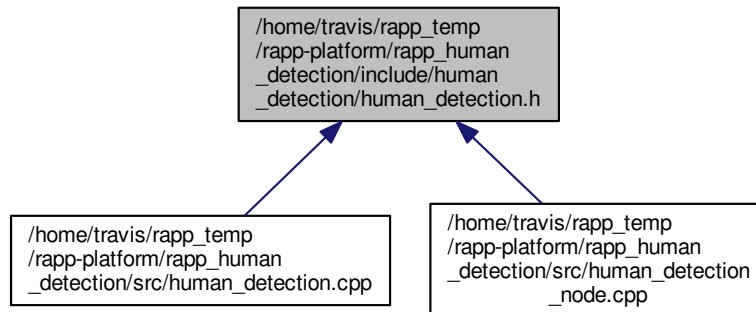 /home/travis/rapp_temp
/rapp-platform/rapp_human
_detection/include/human
_detection/human_detection.h
/home/travis/rapp_temp
/rapp-platform/rapp_human
_detection/src/human_detection.cpp
/home/travis/rapp_temp
/rapp-platform/rapp_human
_detection/src/human_detection
_node.cpp